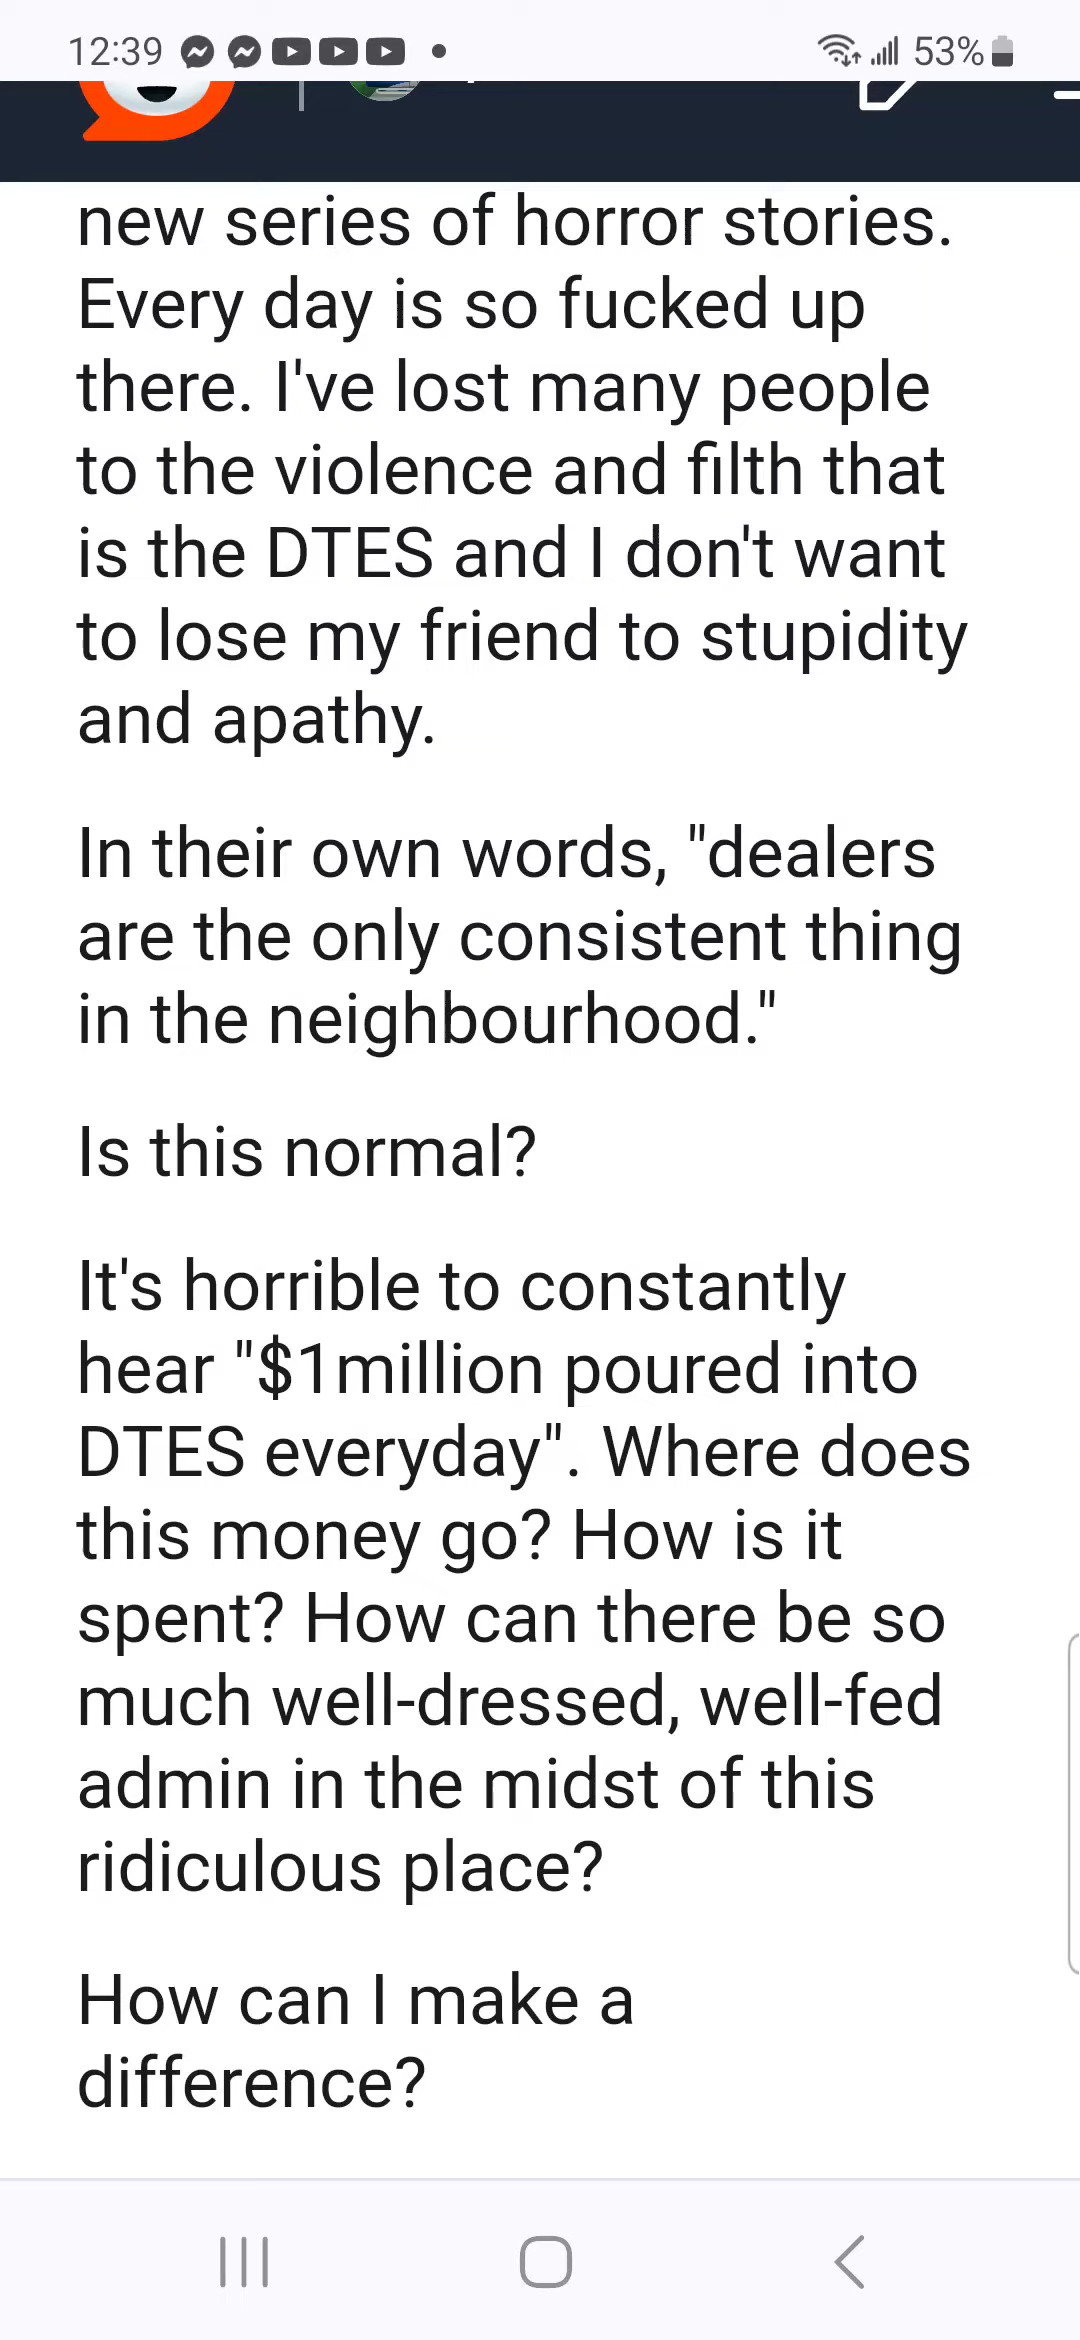 12:39
53%
new series of horror stories.
Every day is so fucked up
there. I've lost many people
to the violence and filth that
is the DTES and I don't want
to lose my friend to stupidity
and apathy.
In their own words, "dealers
are the only consistent thing
in the neighbourhood."
Is this normal?
It's horrible to constantly
hear "$1million poured into
DTES everyday". Where does
this money go? How is it
spent? How can there be so
much well-dressed, well-fed
admin in the midst of this
ridiculous place?
How can I make a
difference?